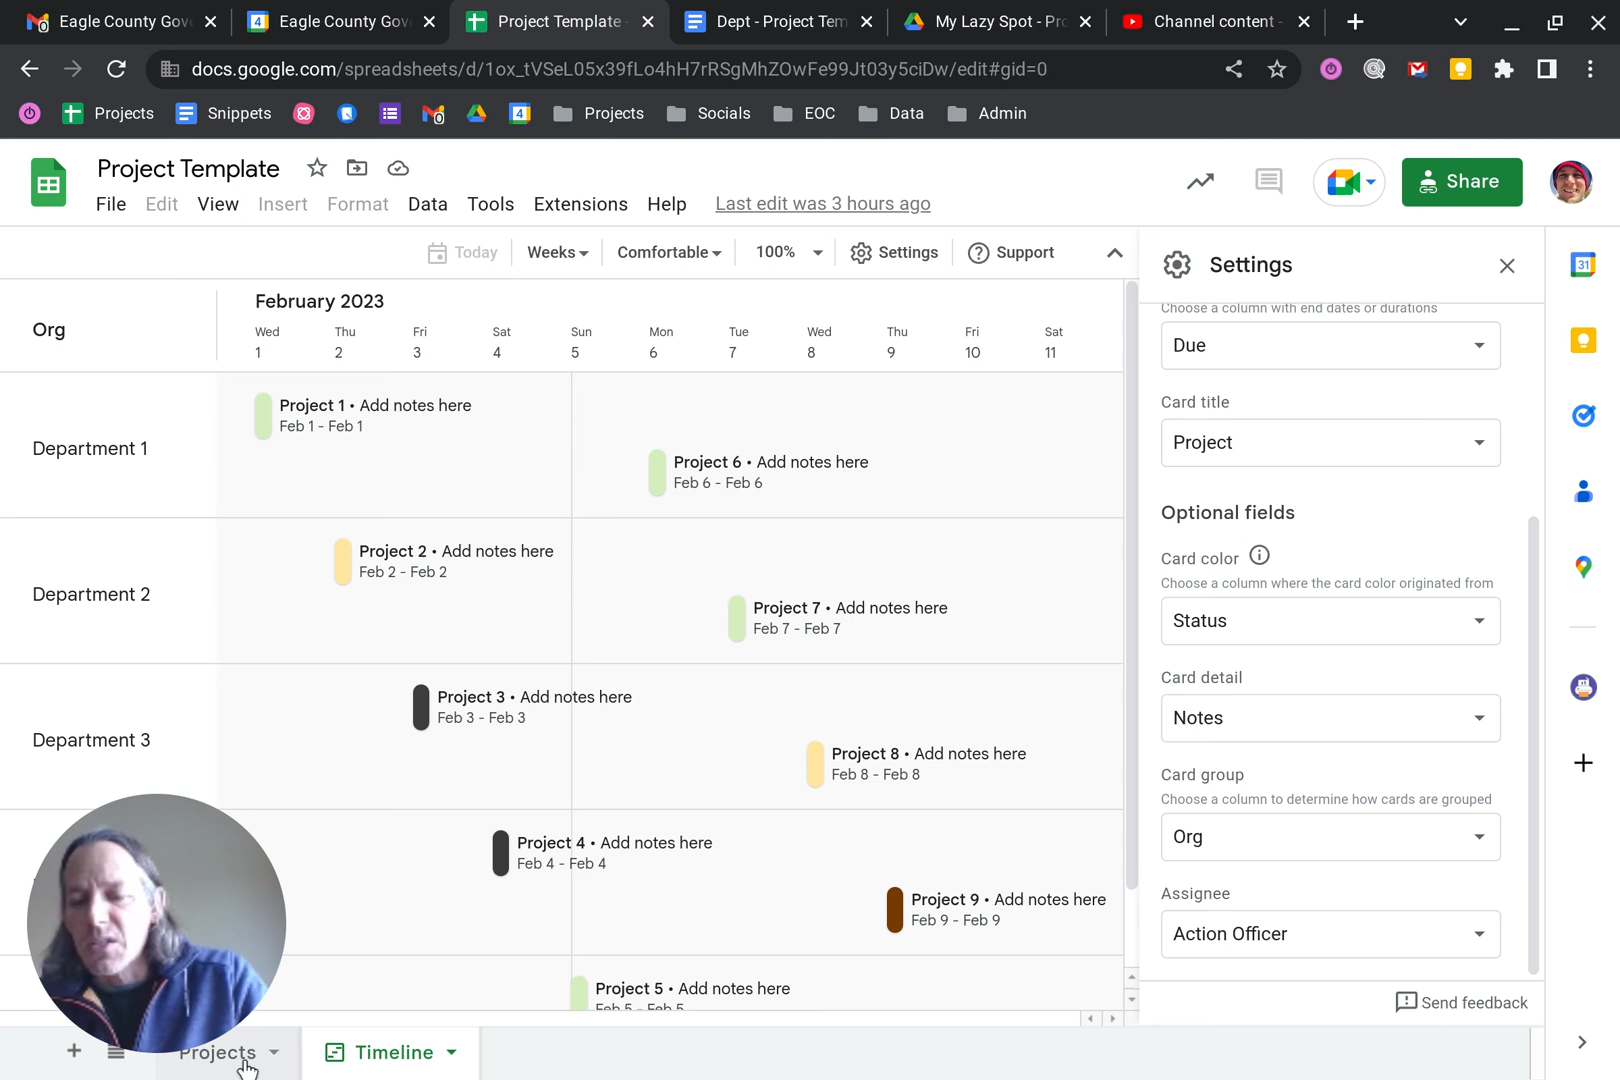 Eagle County Gov
Eagle County Gov
Project Template -
Dept - Project Tem
My Lazy Spot - Pro
Channel content -
docs.google.com/spreadsheets/d/1ox_tVSeL05x39fLo4hH7rRSgMhZOwFe99Jt03y5ciDw/edit#gid=0
Projects
Snippets
Projects
Socials
EOC
Data
Admin
Project Template
File Edit View Insert Format Data Tools Extensions Help Last edit was 3 hours ago
Share
Today Weeks Comfortable 100% Settings Support
Settings
Org
February 2023
Wed Thu Fri Sat Sun Mon Tue Wed Thu Fri Sat
1 2 3 4 5 6 7 8 9 10 11
Department 1
Project 1 • Add notes here
Feb 1 - Feb 1
Project 6 • Add notes here
Feb 6 - Feb 6
Department 2
Project 2 • Add notes here
Feb 2 - Feb 2
Project 7 • Add notes here
Feb 7 - Feb 7
Department 3
Project 3 • Add notes here
Feb 3 - Feb 3
Project 8 • Add notes here
Feb 8 - Feb 8
Project 4 • Add notes here
Feb 4 - Feb 4
Project 9 • Add notes here
Feb 9 - Feb 9
Project 5 • Add notes here
Feb 5 - Feb 5
Choose a column with end dates or durations
Due
Card title
Project
Optional fields
Card color
Choose a column where the card color originated from
Status
Card detail
Notes
Card group
Choose a column to determine how cards are grouped
Org
Assignee
Action Officer
Send feedback
Projects
Timeline